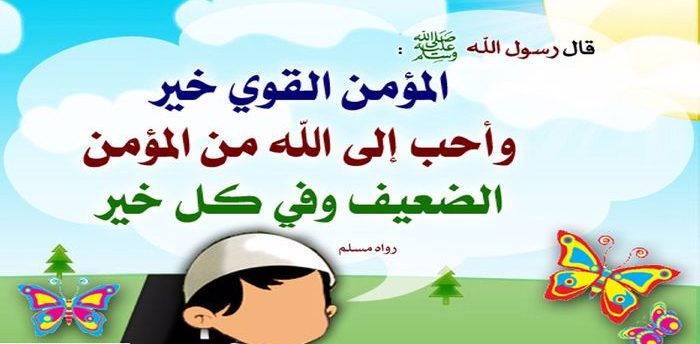 قال رسول الله ﷺ :
المؤمن القوي خير
وأحب إلى الله من المؤمن
الضعيف وفي كل خير
رواه مسلم